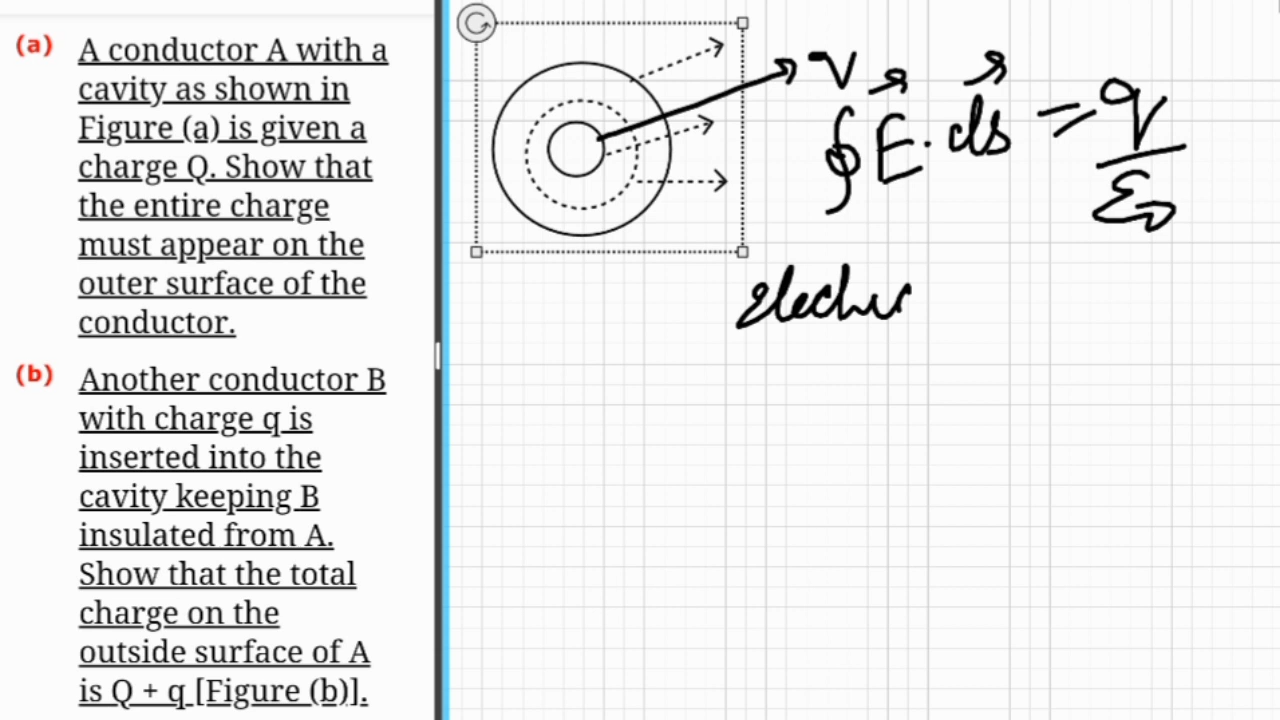 (a) A conductor A with a
cavity as shown in
Figure (a) is given a
charge Q. Show that
the entire charge
must appear on the
outer surface of the
conductor.
(b) Another conductor B
with charge q is
inserted into the
cavity keeping B
insulated from A.
Show that the total
charge on the
outside surface of A
is Q + q [Figure (b)].
∮ E⃗ · ds⃗ = q/ε₀